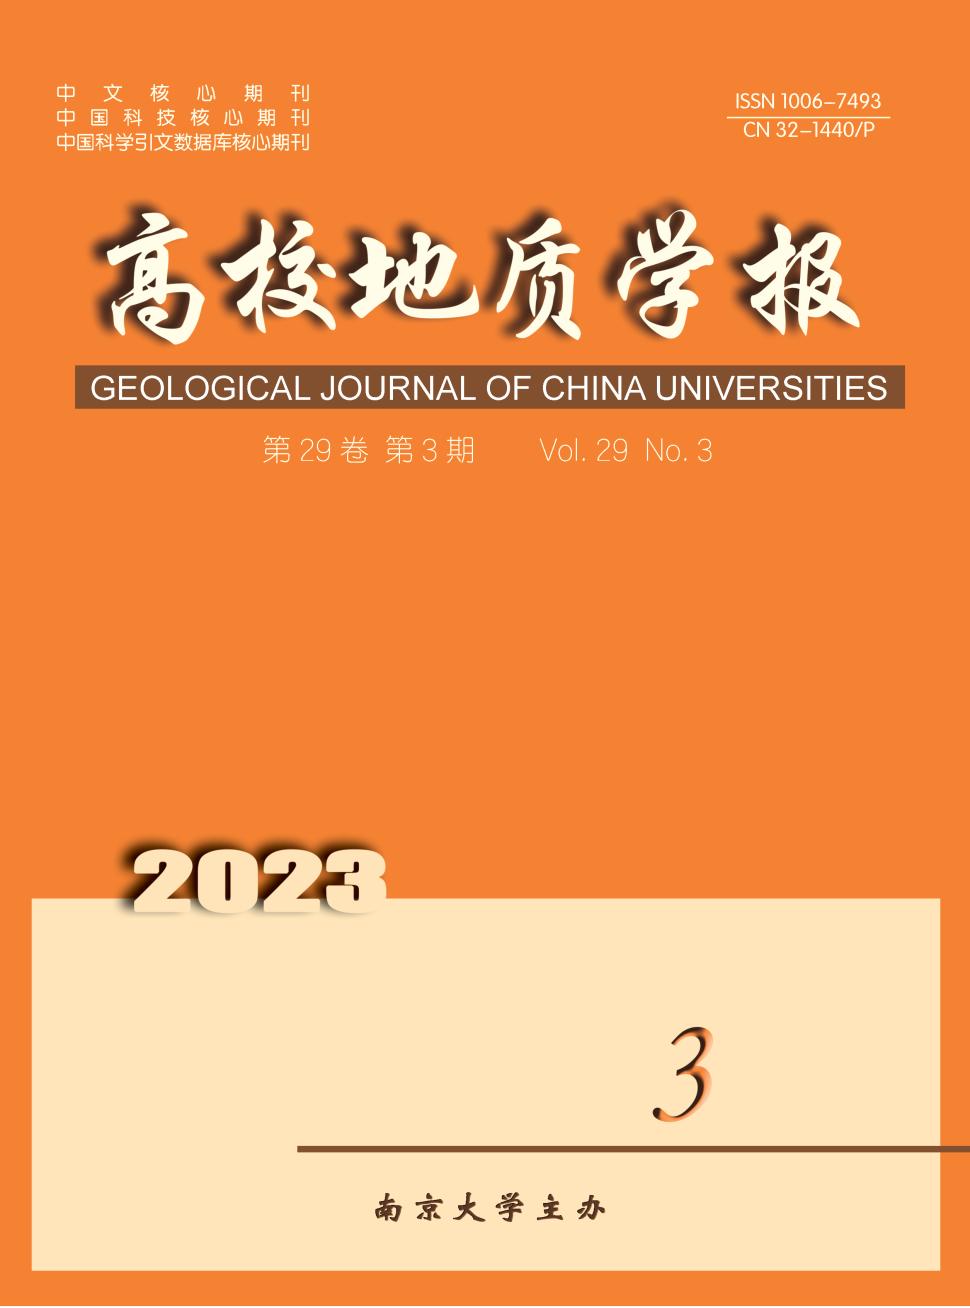 中文核心期刊
中国科技核心期刊
中国科学引文数据库核心期刊
ISSN 1006-7493
CN 32-1440/P
高校地质学报
GEOLOGICAL JOURNAL OF CHINA UNIVERSITIES
第29卷 第3期 Vol. 29 No. 3
2023
3
南京大学主办